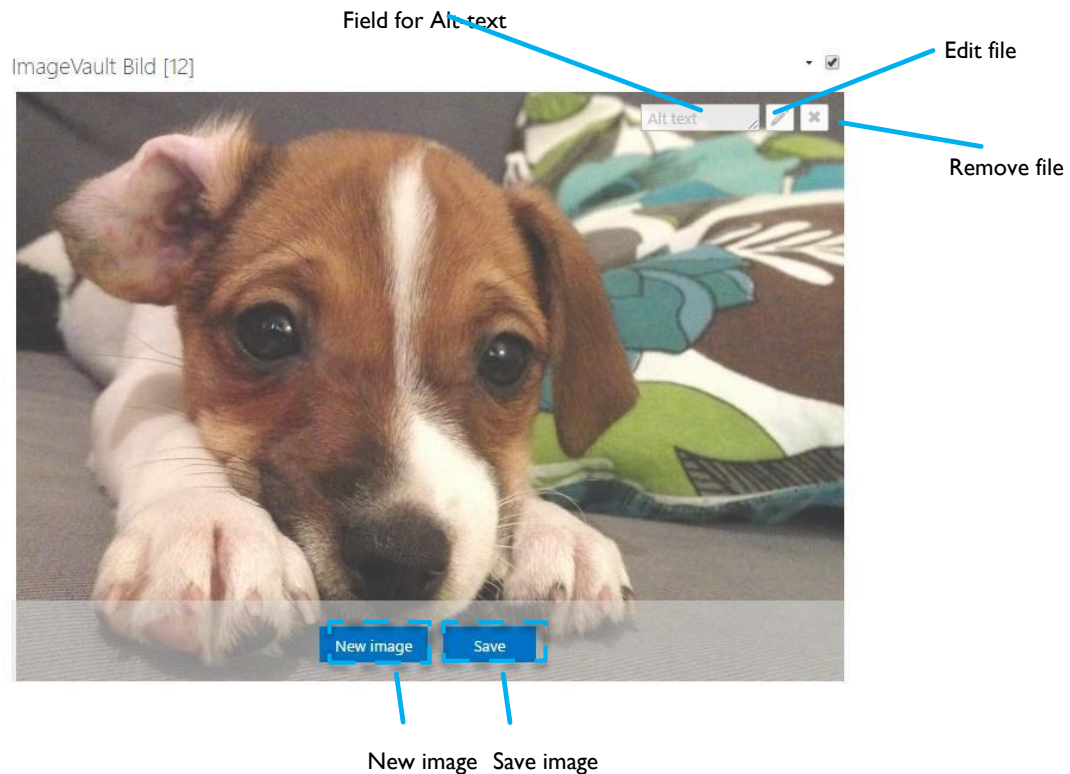 Field for Alt-text
Edit file
ImageVault Bild [12]
Alt text
Remove file
New image
Save
New image
Save image